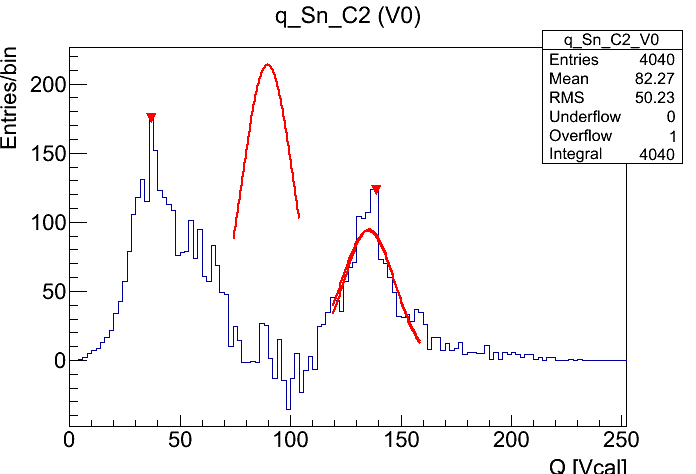 q_Sn_C2 (V0)
q_Sn_C2_V0
Entries 4040
Mean 82.27
RMS 50.23
Underflow 0
Overflow 1
Integral 4040
Entries/bin
200
150
100
50
0
0 50 100 150 200 250
Q [Vcal]